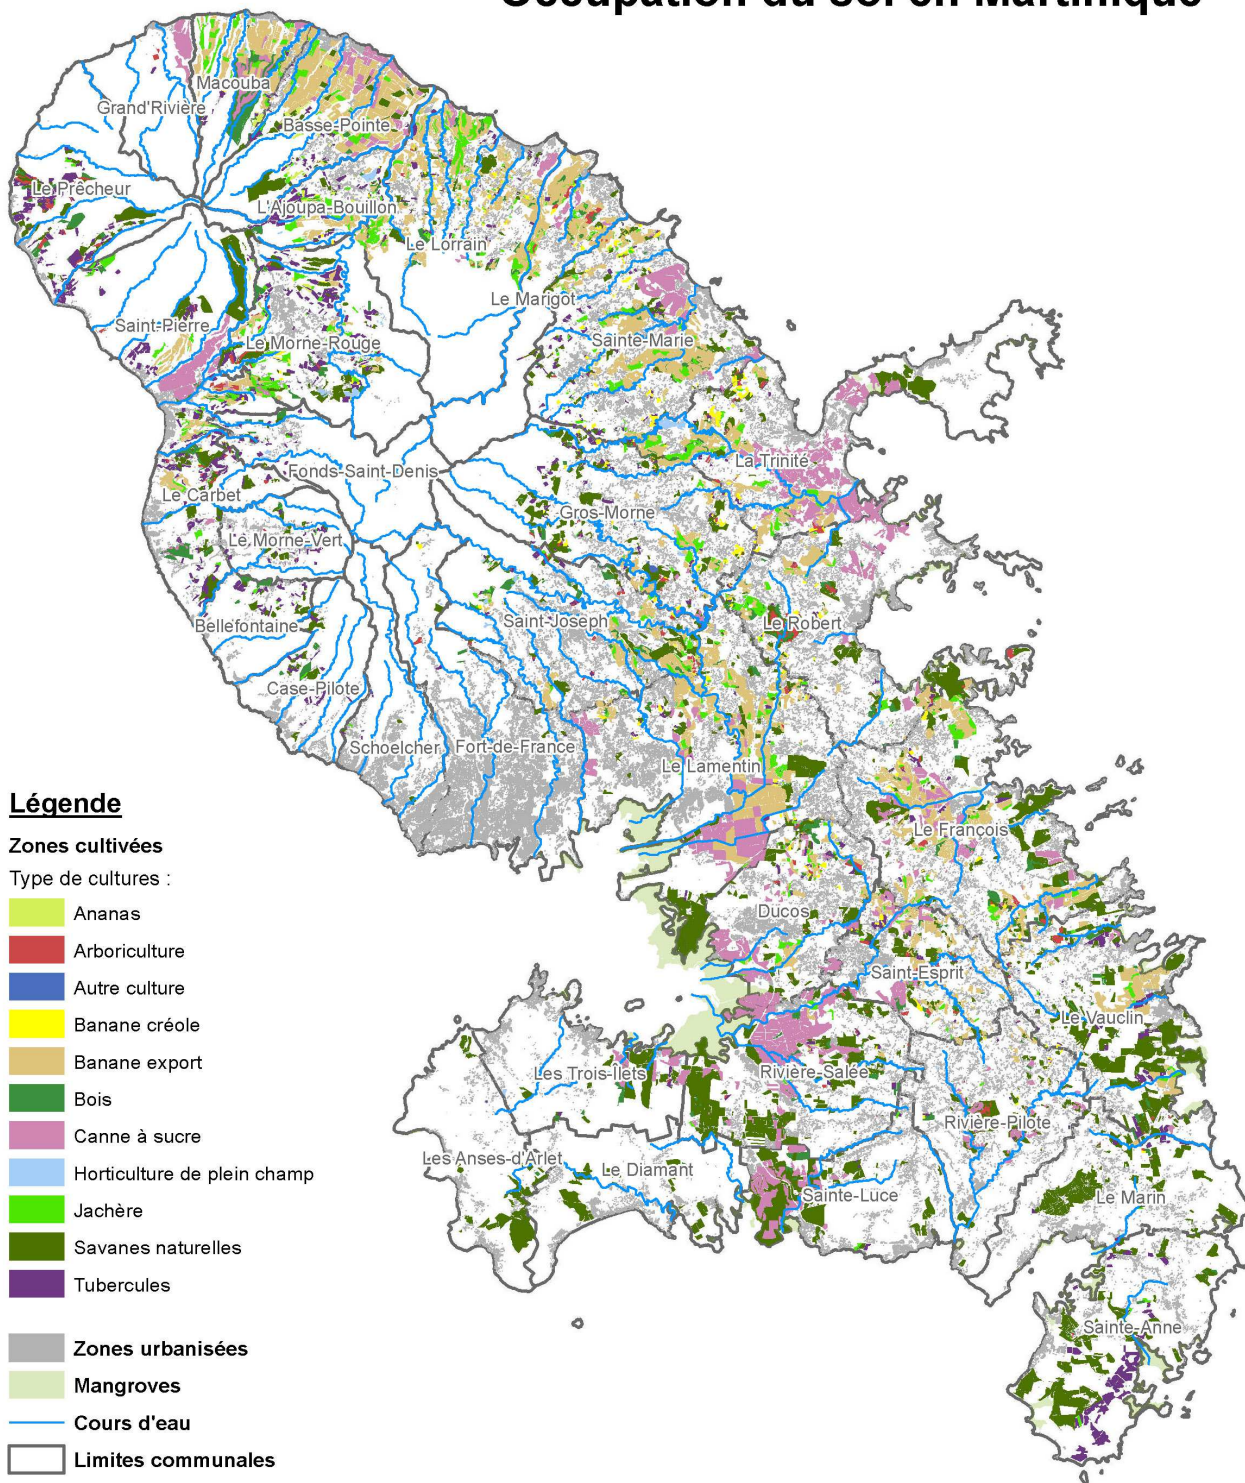 Occupation du sol en Martinique
Macouba
Grand'Rivière
Basse-Pointe
Le Prêcheur
L'Ajoupa-Bouillon
Le Lorrain
Le Marigot
Saint-Pierre
Le Morne-Rouge
Sainte-Marie
La Trinité
Fonds-Saint-Denis
Le Carbet
Gros-Morne
Le Morne-Vert
Saint-Joseph
Le Robert
Bellefontaine
Case-Pilote
Schoelcher
Fort-de-France
Le Lamentin
Le François
Ducos
Saint-Esprit
Le Vauclin
Les Trois-Ilets
Rivière-Salée
Rivière-Pilote
Les Anses-d'Arlet
Le Diamant
Sainte-Luce
Le Marin
Sainte-Anne
Légende
Zones cultivées
Type de cultures :
Ananas
Arboriculture
Autre culture
Banane créole
Banane export
Bois
Canne à sucre
Horticulture de plein champ
Jachère
Savanes naturelles
Tubercules
Zones urbanisées
Mangroves
Cours d'eau
Limites communales